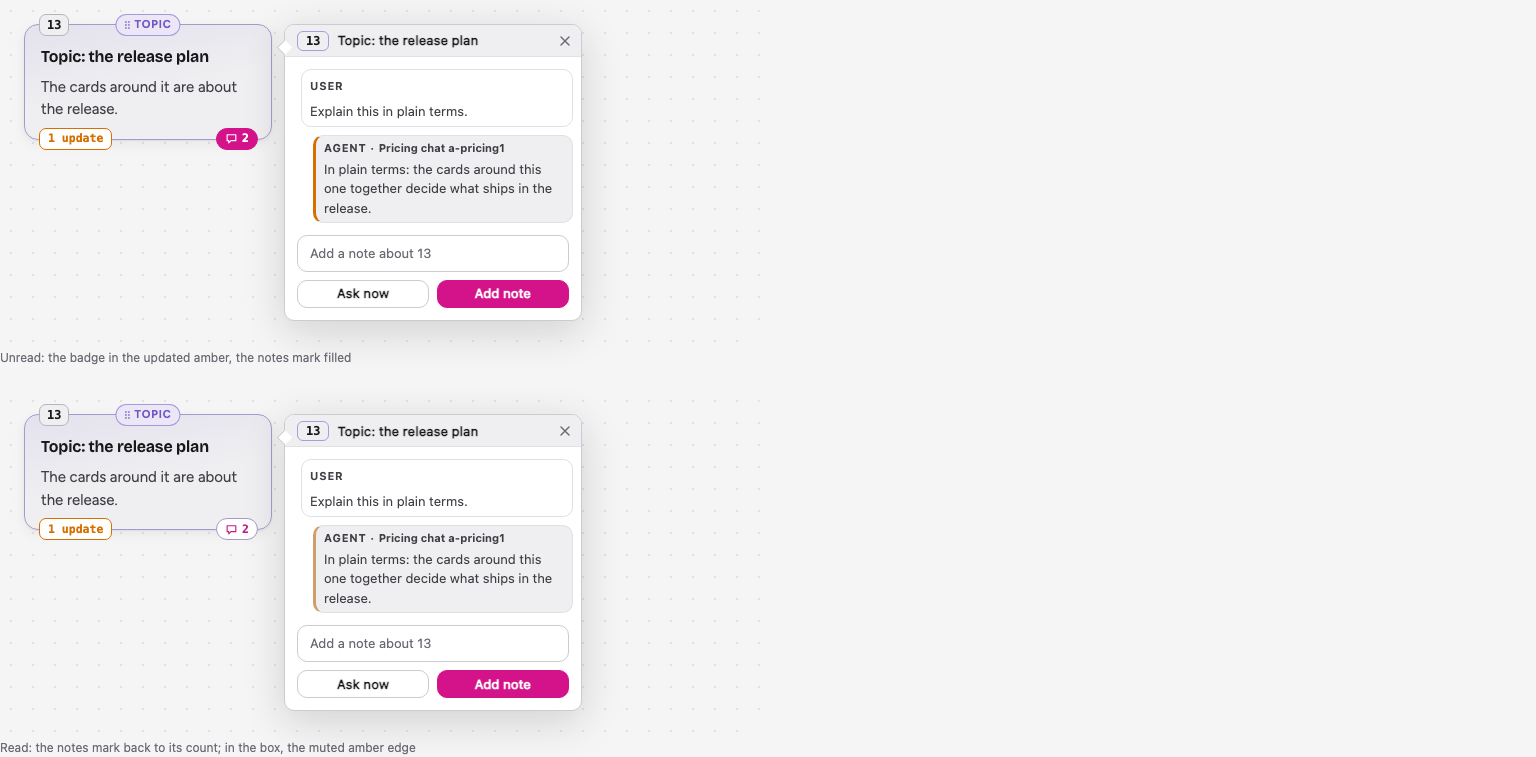 13
TOPIC
Topic: the release plan
The cards around it are about
the release.
1 update
2
13 Topic: the release plan
USER
Explain this in plain terms.
AGENT · Pricing chat a-pricing1
In plain terms: the cards around this
one together decide what ships in the
release.
Add a note about 13
Ask now
Add note
Unread: the badge in the updated amber, the notes mark filled
13
TOPIC
Topic: the release plan
The cards around it are about
the release.
1 update
2
13 Topic: the release plan
USER
Explain this in plain terms.
AGENT · Pricing chat a-pricing1
In plain terms: the cards around this
one together decide what ships in the
release.
Add a note about 13
Ask now
Add note
Read: the notes mark back to its count; in the box, the muted amber edge